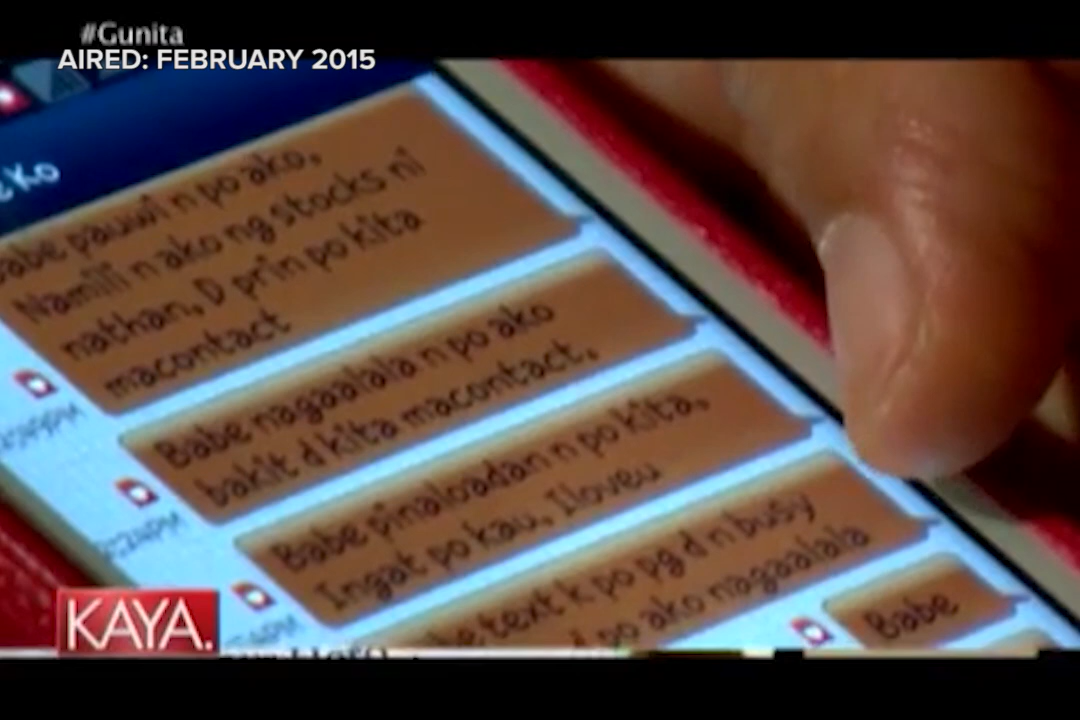 #Gunita
AIRED: FEBRUARY 2015
Ko
babe pauwi n po ako,
Namili n ako ng stocks ni
nathan, D prin po kita
macontact
Babe nagaalala n po ako
bakit d kita macontact,
Babe pinaloadan n po kita,
Ingat po kau, Iloveu
text k po pg d n busy
po ako nagaalala
Babe
KAYA.